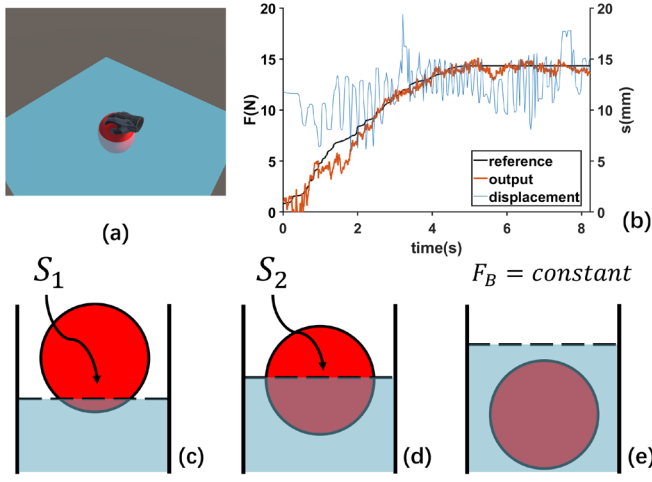 (a)
F(N)
20
15
10
5
0
0
2
4
6
8
time(s)
20
15
10
5
0
s(mm)
reference
output
displacement
(b)
S₁
(c)
S₂
(d)
F_B = constant
(e)